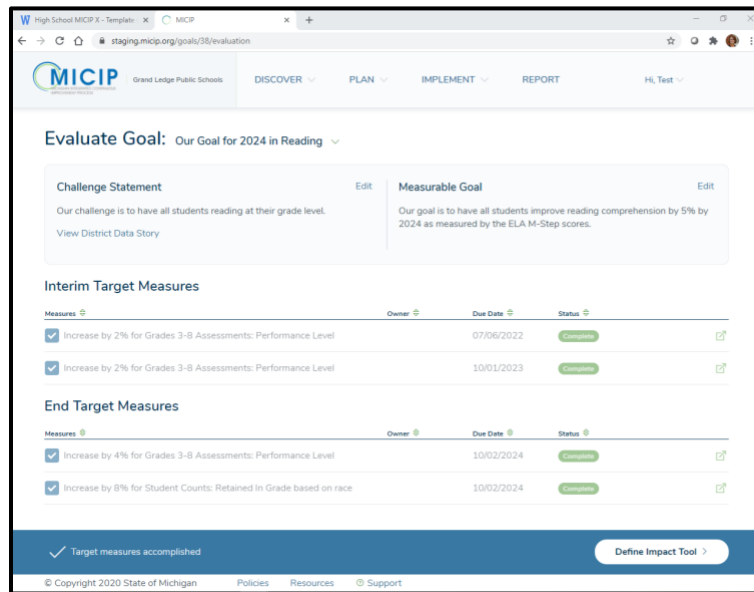 High School MICIP X - Template
MICIP
staging.micip.org/goals/38/evaluation
MICIP
Grand Ledge Public Schools
DISCOVER
PLAN
IMPLEMENT
REPORT
Hi, Test
Evaluate Goal: Our Goal for 2024 in Reading
Challenge Statement
Edit
Our challenge is to have all students reading at their grade level.
View District Data Story
Measurable Goal
Edit
Our goal is to have all students improve reading comprehension by 5% by
2024 as measured by the ELA M-Step scores.
Interim Target Measures
Measures Owner Due Date Status
Increase by 2% for Grades 3-8 Assessments: Performance Level 07/06/2022 Complete
Increase by 2% for Grades 3-8 Assessments: Performance Level 10/01/2023 Complete
End Target Measures
Measures Owner Due Date Status
Increase by 4% for Grades 3-8 Assessments: Performance Level 10/02/2024 Complete
Increase by 8% for Student Counts: Retained In Grade based on race 10/02/2024 Complete
Target measures accomplished
Define Impact Tool >
© Copyright 2020 State of Michigan Policies Resources Support